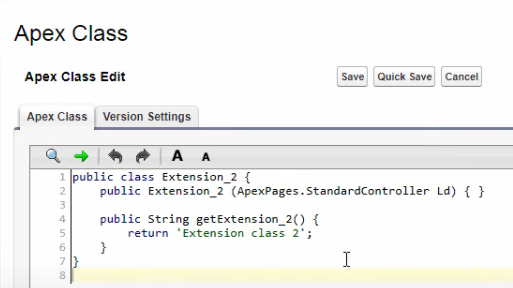 Apex Class
Apex Class Edit
Save Quick Save Cancel
Apex Class Version Settings
A A
1 public class Extension_2 {
2 public Extension_2 (ApexPages.StandardController Ld) { }
3
4 public String getExtension_2() {
5 return 'Extension class 2';
6 }
7 }
8